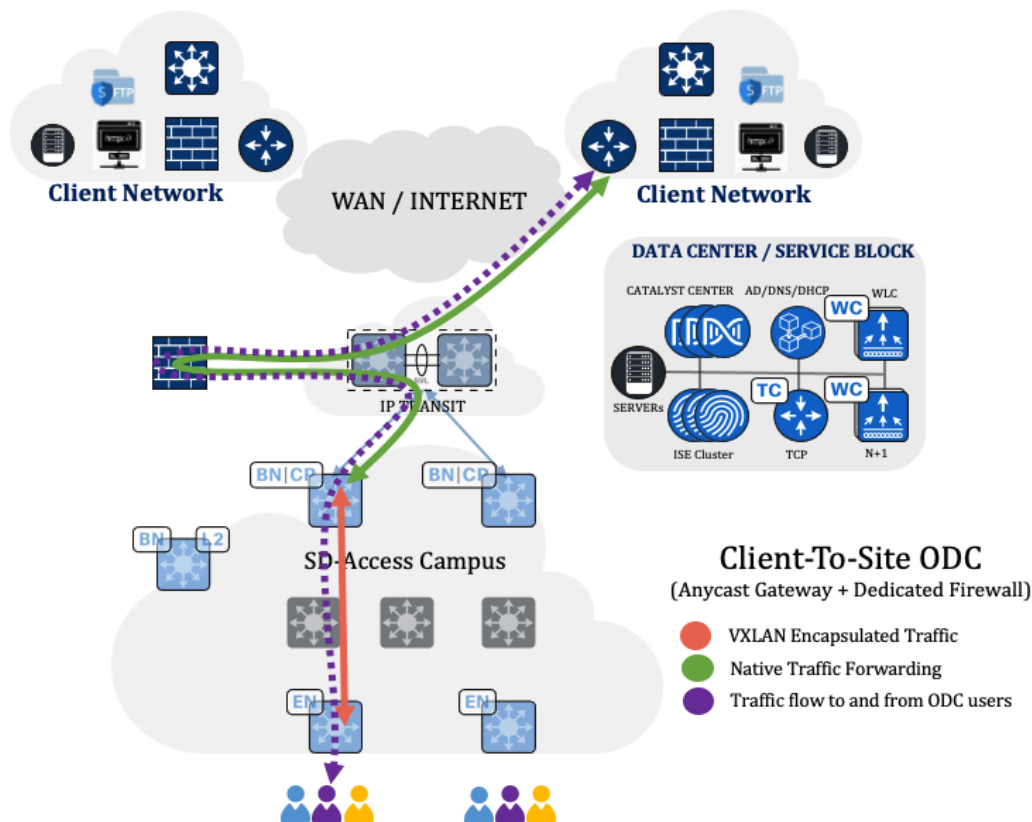 S FTP
S FTP
Client Network
Client Network
WAN / INTERNET
DATA CENTER / SERVICE BLOCK
CATALYST CENTER
AD/DNS/DHCP
WLC
WC
SERVERs
TC
WC
ISE Cluster
TCP
N+1
SVL
IP TRANSIT
BN|CP
BN|CP
BN
L2
SD-Access Campus
EN
EN
Client-To-Site ODC
(Anycast Gateway + Dedicated Firewall)
VXLAN Encapsulated Traffic
Native Traffic Forwarding
Traffic flow to and from ODC users